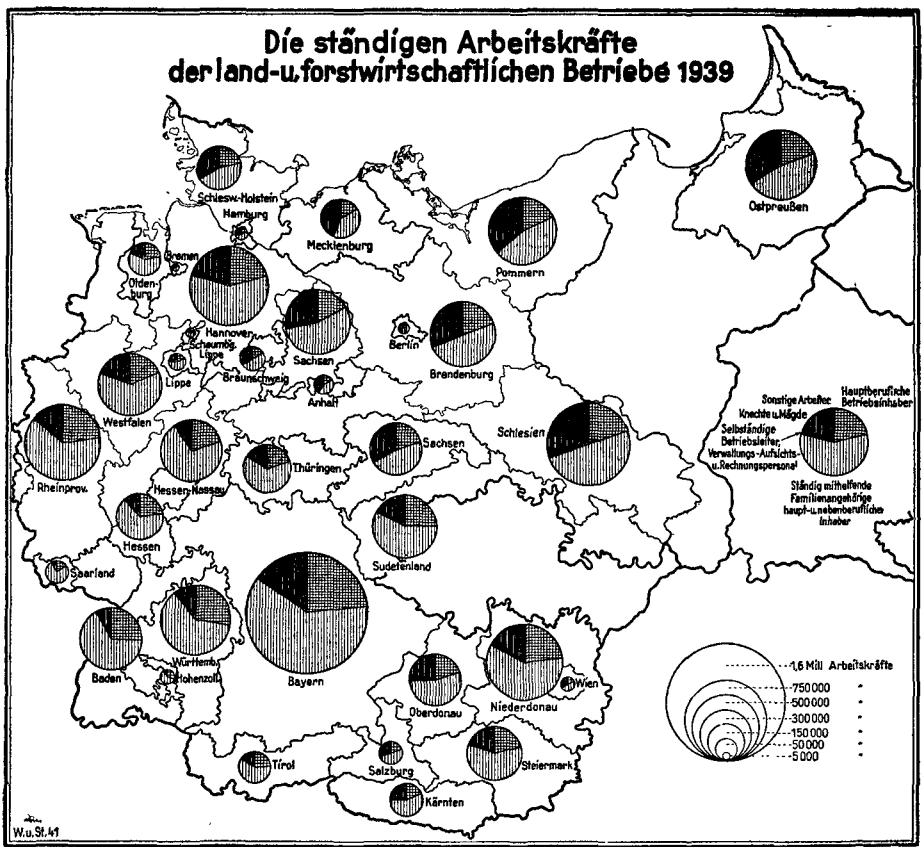 Die ständigen Arbeitskräfte
der land-u.forstwirtschaftlichen Betriebe 1939
Schlesw.-Holstein
Hamburg
Mecklenburg
Ostpreußen
Pommern
Bremen
Olden-
burg
Hannover
Schaumbg.
Lippe
Lippe
Braunschweig
Sachsen
Anhalt
Berlin
Brandenburg
Westfalen
Rheinprov.
Hessen-Nassau
Thüringen
Sachsen
Schlesien
Hessen
Sudetenland
Saarland
Baden
Württemb.
Hohenzoll.
Bayern
Oberdonau
Niederdonau
Wien
Tirol
Salzburg
Steiermark
Kärnten
Hauptberufliche
Betriebsinhaber
Sonstige Arbeiter
Knechte u. Mägde
Selbständige
Betriebsleiter,
Verwaltungs-Aufsichts-
u. Rechnungspersonal
Ständig mithelfende
Familienangehörige
haupt-u.nebenberuflicher
Inhaber
1,6 Mill Arbeitskräfte
750 000 "
500 000 "
300 000 "
150 000 "
50 000 "
5 000 "
W.u.St.41